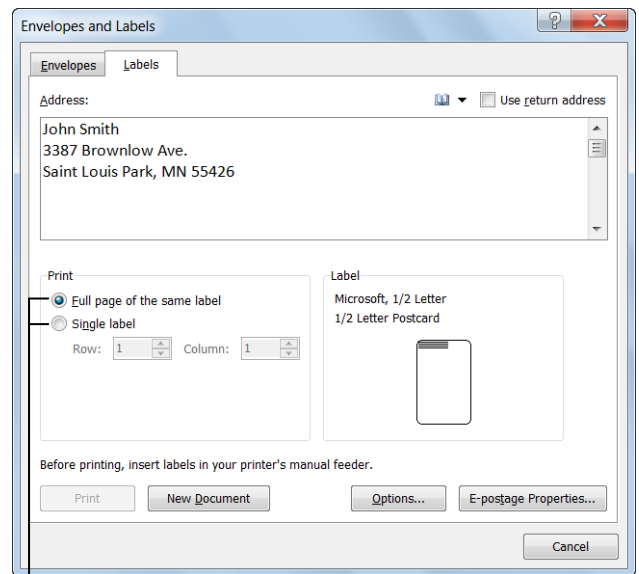 Envelopes and Labels
Envelopes Labels
Address: Use return address
John Smith
3387 Brownlow Ave.
Saint Louis Park, MN 55426
Print Label
Full page of the same label Microsoft, 1/2 Letter
Single label 1/2 Letter Postcard
Row: 1 Column: 1
Before printing, insert labels in your printer's manual feeder.
Print New Document Options... E-postage Properties...
Cancel